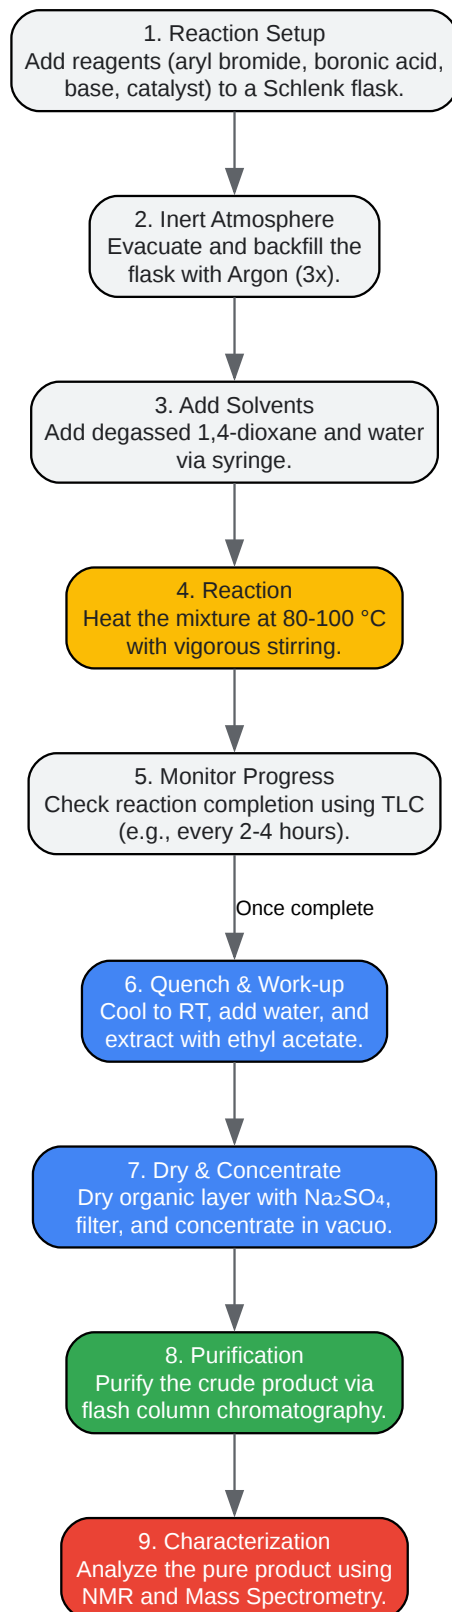 1. Reaction Setup
Add reagents (aryl bromide, boronic acid,
base, catalyst) to a Schlenk flask.
2. Inert Atmosphere
Evacuate and backfill the
flask with Argon (3x).
3. Add Solvents
Add degassed 1,4-dioxane and water
via syringe.
4. Reaction
Heat the mixture at 80-100 °C
with vigorous stirring.
5. Monitor Progress
Check reaction completion using TLC
(e.g., every 2-4 hours).
Once complete
6. Quench & Work-up
Cool to RT, add water, and
extract with ethyl acetate.
7. Dry & Concentrate
Dry organic layer with Na₂SO₄,
filter, and concentrate in vacuo.
8. Purification
Purify the crude product via
flash column chromatography.
9. Characterization
Analyze the pure product using
NMR and Mass Spectrometry.